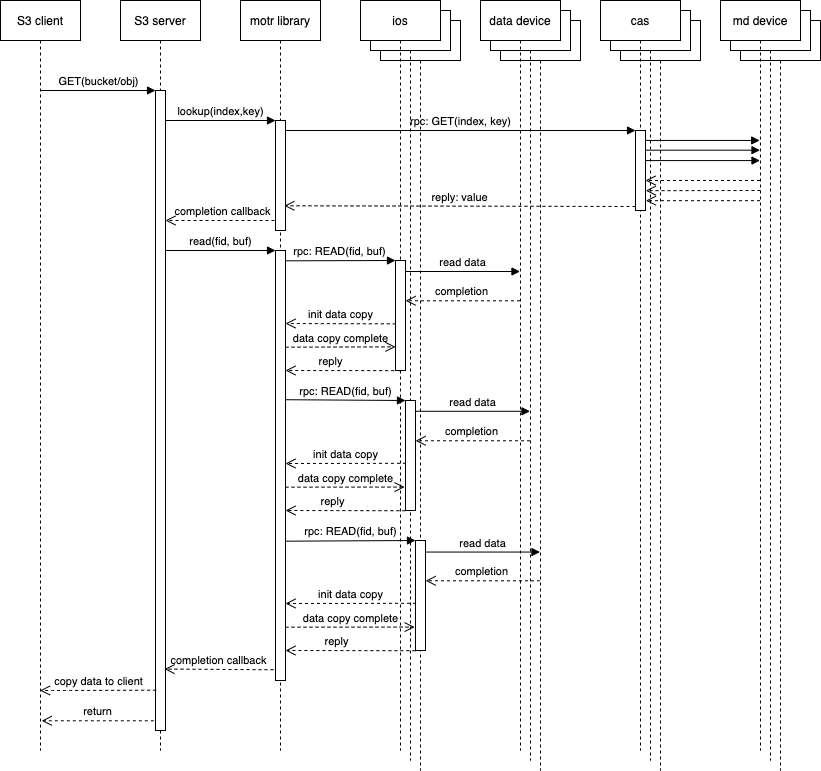 S3 client
S3 server
motr library
ios
data device
cas
md device
GET(bucket/obj)
lookup(index,key)
rpc: GET(index, key)
reply: value
completion callback
read(fid, buf)
rpc: READ(fid, buf)
read data
completion
init data copy
data copy complete
reply
rpc: READ(fid, buf)
read data
completion
init data copy
data copy complete
reply
rpc: READ(fid, buf)
read data
completion
init data copy
data copy complete
reply
completion callback
copy data to client
return